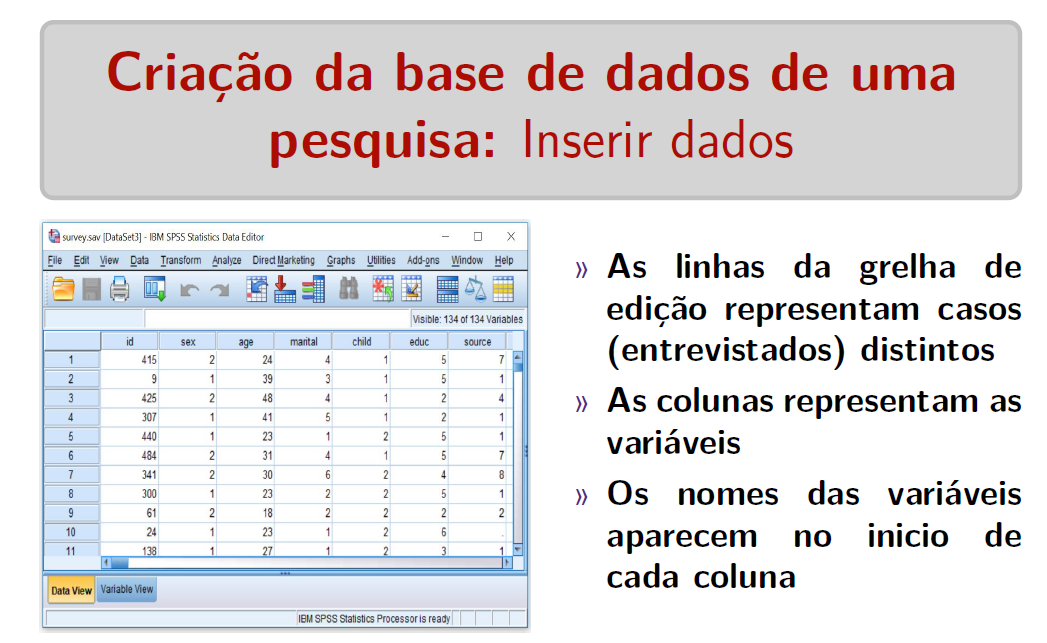 Criação da base de dados de uma
pesquisa: Inserir dados
survey.sav [DataSet3] - IBM SPSS Statistics Data Editor
File Edit View Data Transform Analyze Direct Marketing Graphs Utilities Add-ons Window Help
Visible: 134 of 134 Variables
id sex age marital child educ source
1 415 2 24 4 1 5 7
2 9 1 39 3 1 5 1
3 425 2 48 4 1 2 4
4 307 1 41 5 1 2 1
5 440 1 23 1 2 5 1
6 484 2 31 4 1 5 7
7 341 2 30 6 2 4 8
8 300 1 23 2 2 5 1
9 61 2 18 2 2 2 2
10 24 1 23 1 2 6 .
11 138 1 27 1 2 3 1
Data View Variable View
IBM SPSS Statistics Processor is ready
» As linhas da grelha de
edição representam casos
(entrevistados) distintos
» As colunas representam as
variáveis
» Os nomes das variáveis
aparecem no inicio de
cada coluna